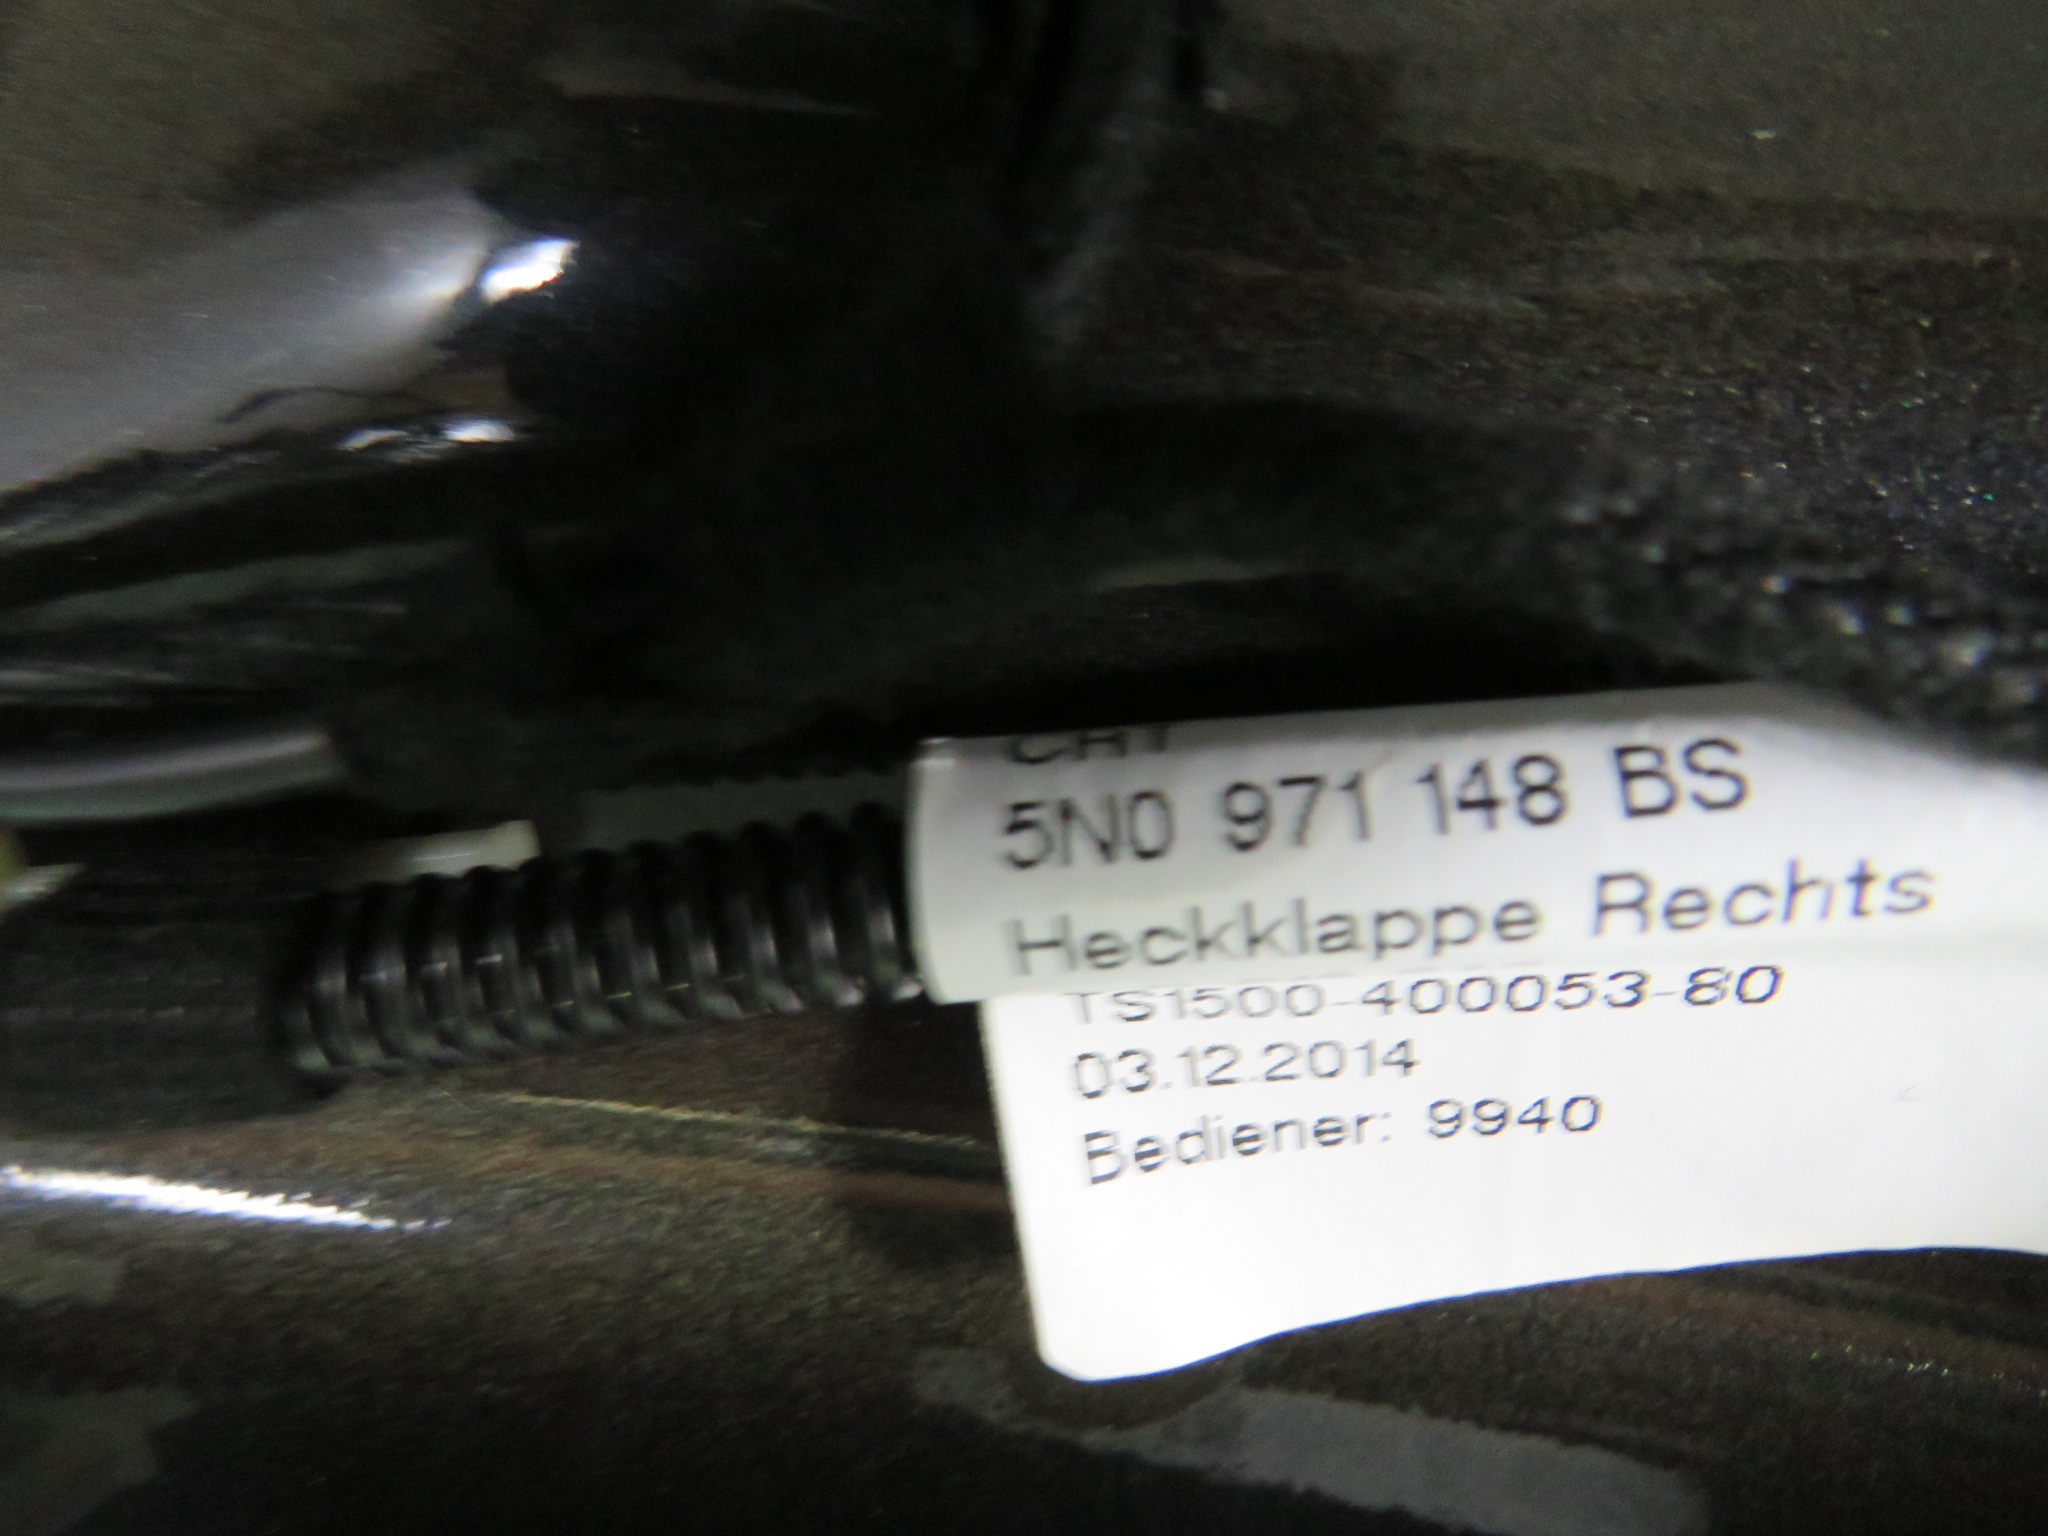 5N0 971 148 BS
Heckklappe Rechts
TS1500-400053-80
03.12.2014
Bediener: 9940